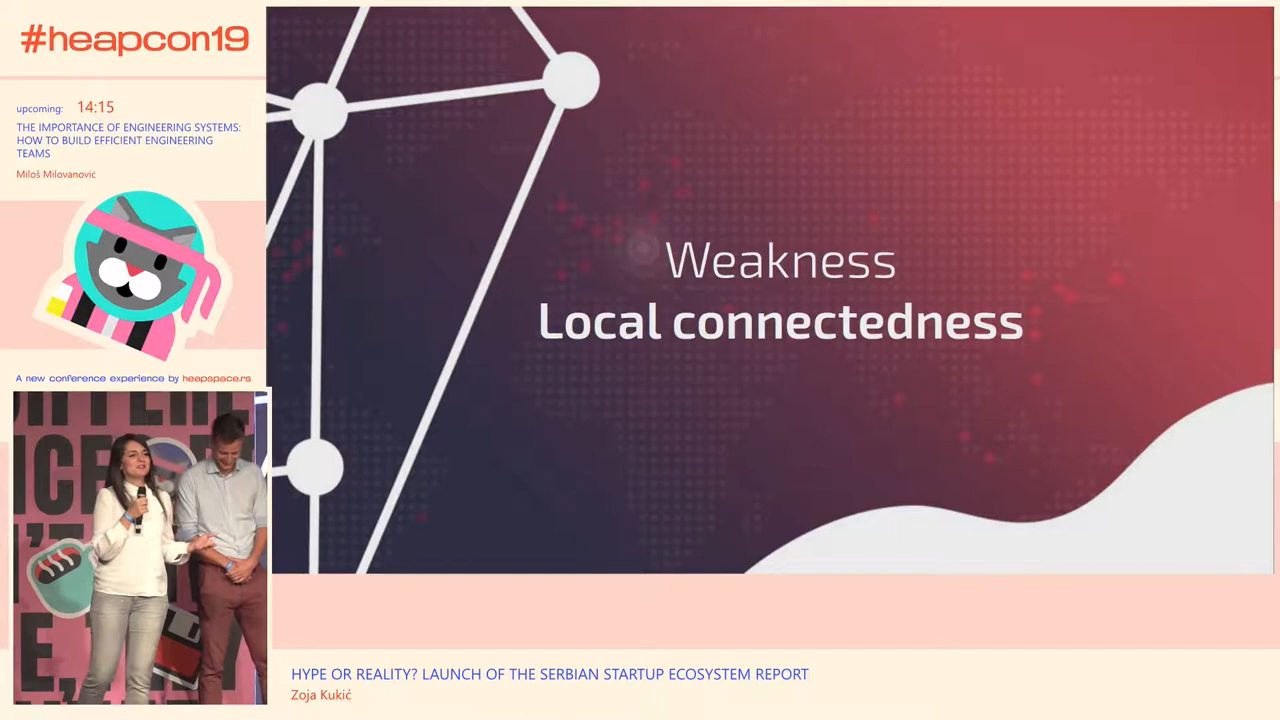 #heapcon19
upcoming: 14:15
THE IMPORTANCE OF ENGINEERING SYSTEMS:
HOW TO BUILD EFFICIENT ENGINEERING
TEAMS
Miloš Milovanović
A new conference experience by heapspace.rs
Weakness
Local connectedness
HYPE OR REALITY? LAUNCH OF THE SERBIAN STARTUP ECOSYSTEM REPORT
Zoja Kukić